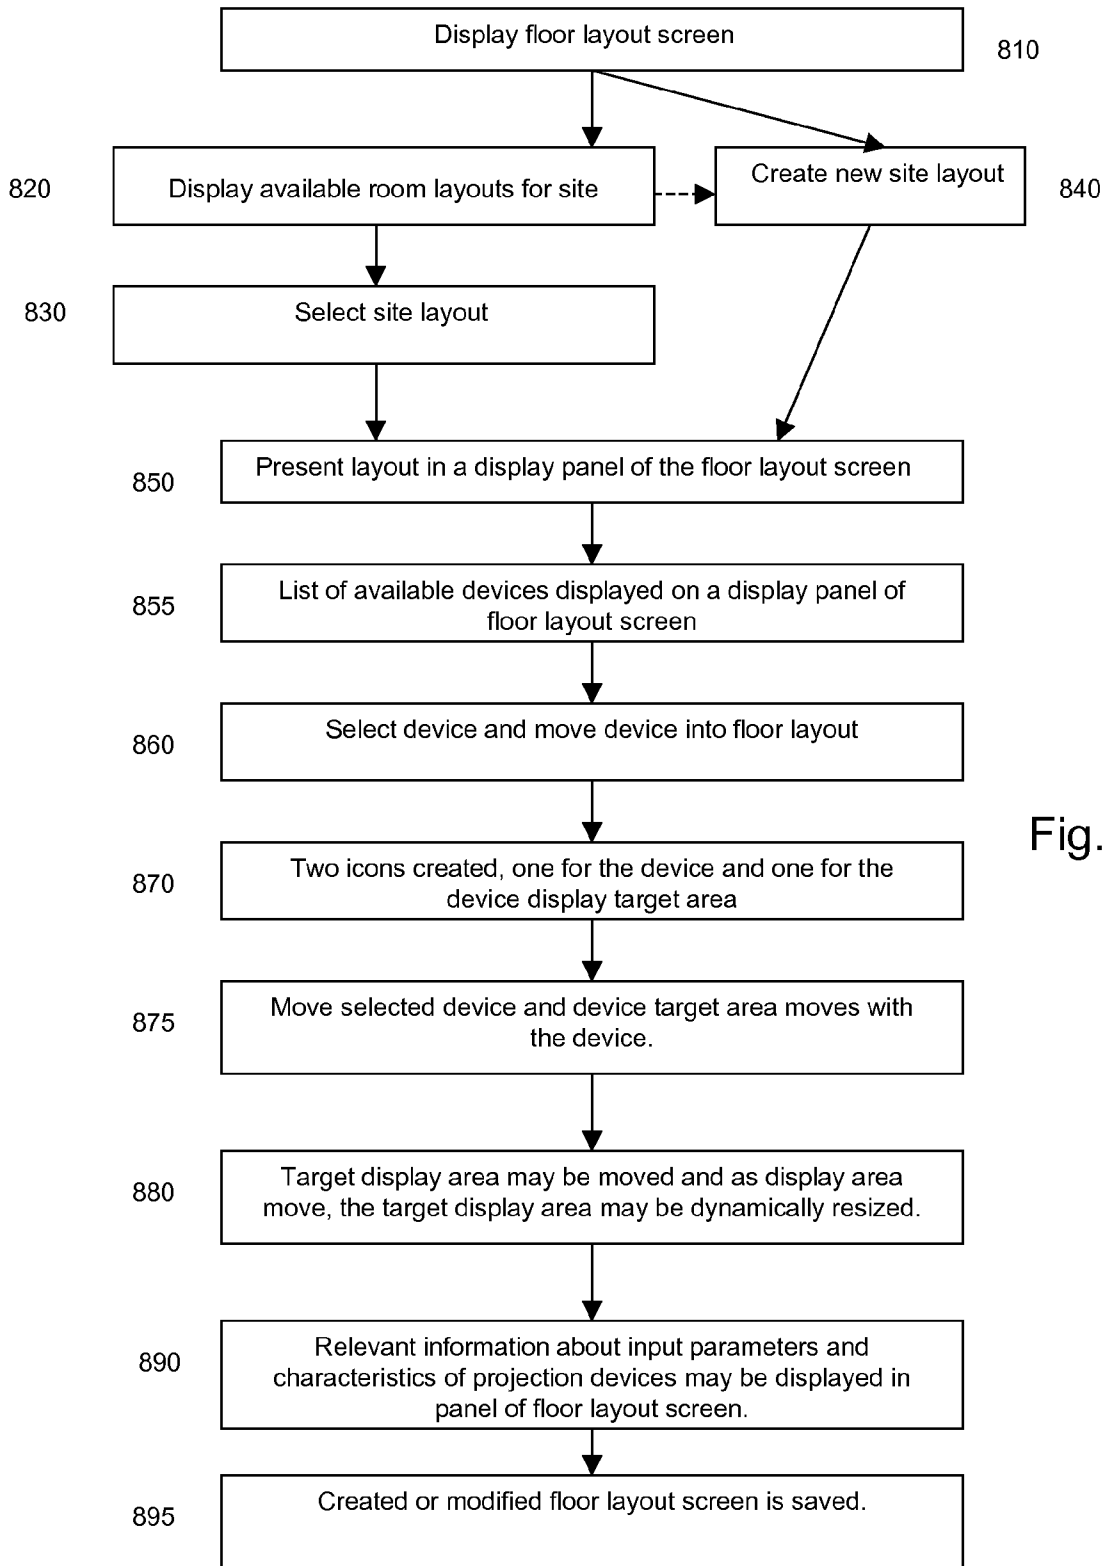 Display floor layout screen
810
820
Display available room layouts for site
Create new site layout
840
830
Select site layout
850
Present layout in a display panel of the floor layout screen
855
List of available devices displayed on a display panel of
floor layout screen
860
Select device and move device into floor layout
Fig.
870
Two icons created, one for the device and one for the
device display target area
875
Move selected device and device target area moves with
the device.
880
Target display area may be moved and as display area
move, the target display area may be dynamically resized.
890
Relevant information about input parameters and
characteristics of projection devices may be displayed in
panel of floor layout screen.
895
Created or modified floor layout screen is saved.